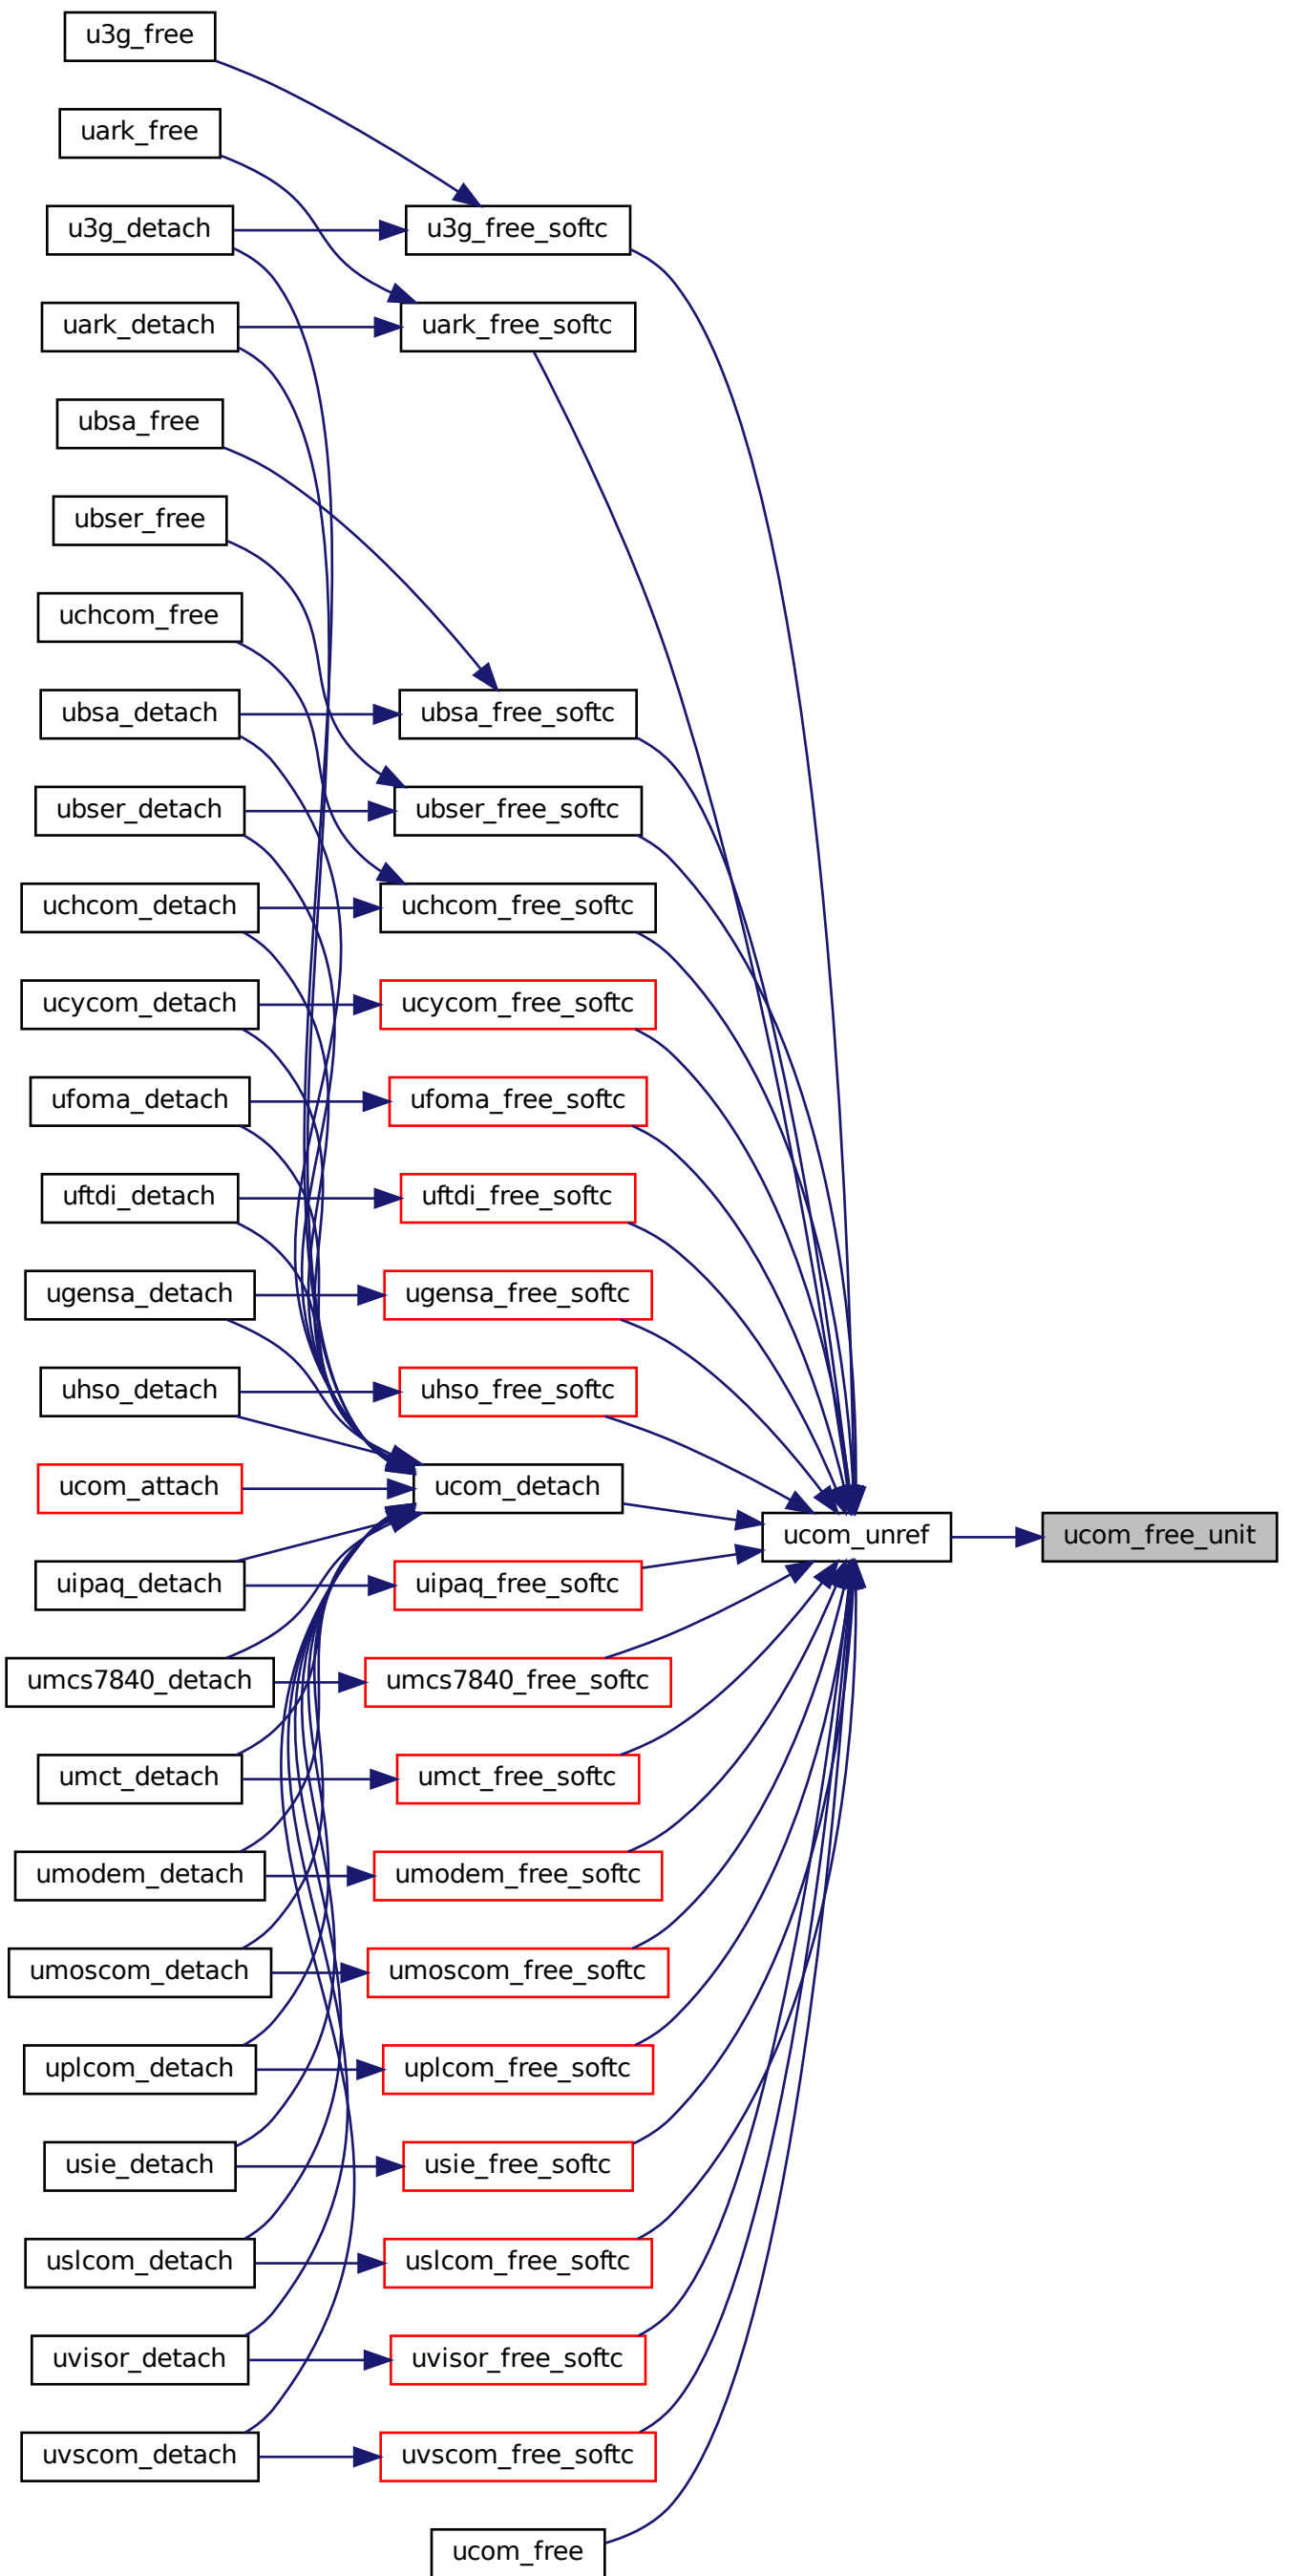 u3g_free
uark_free
u3g_detach
u3g_free_softc
uark_detach
uark_free_softc
ubsa_free
ubser_free
uchcom_free
ubsa_detach
ubsa_free_softc
ubser_detach
ubser_free_softc
uchcom_detach
uchcom_free_softc
ucycom_detach
ucycom_free_softc
ufoma_detach
ufoma_free_softc
uftdi_detach
uftdi_free_softc
ugensa_detach
ugensa_free_softc
uhso_detach
uhso_free_softc
ucom_attach
ucom_detach
ucom_unref
ucom_free_unit
uipaq_detach
uipaq_free_softc
umcs7840_detach
umcs7840_free_softc
umct_detach
umct_free_softc
umodem_detach
umodem_free_softc
umoscom_detach
umoscom_free_softc
uplcom_detach
uplcom_free_softc
usie_detach
usie_free_softc
uslcom_detach
uslcom_free_softc
uvisor_detach
uvisor_free_softc
uvscom_detach
uvscom_free_softc
ucom_free